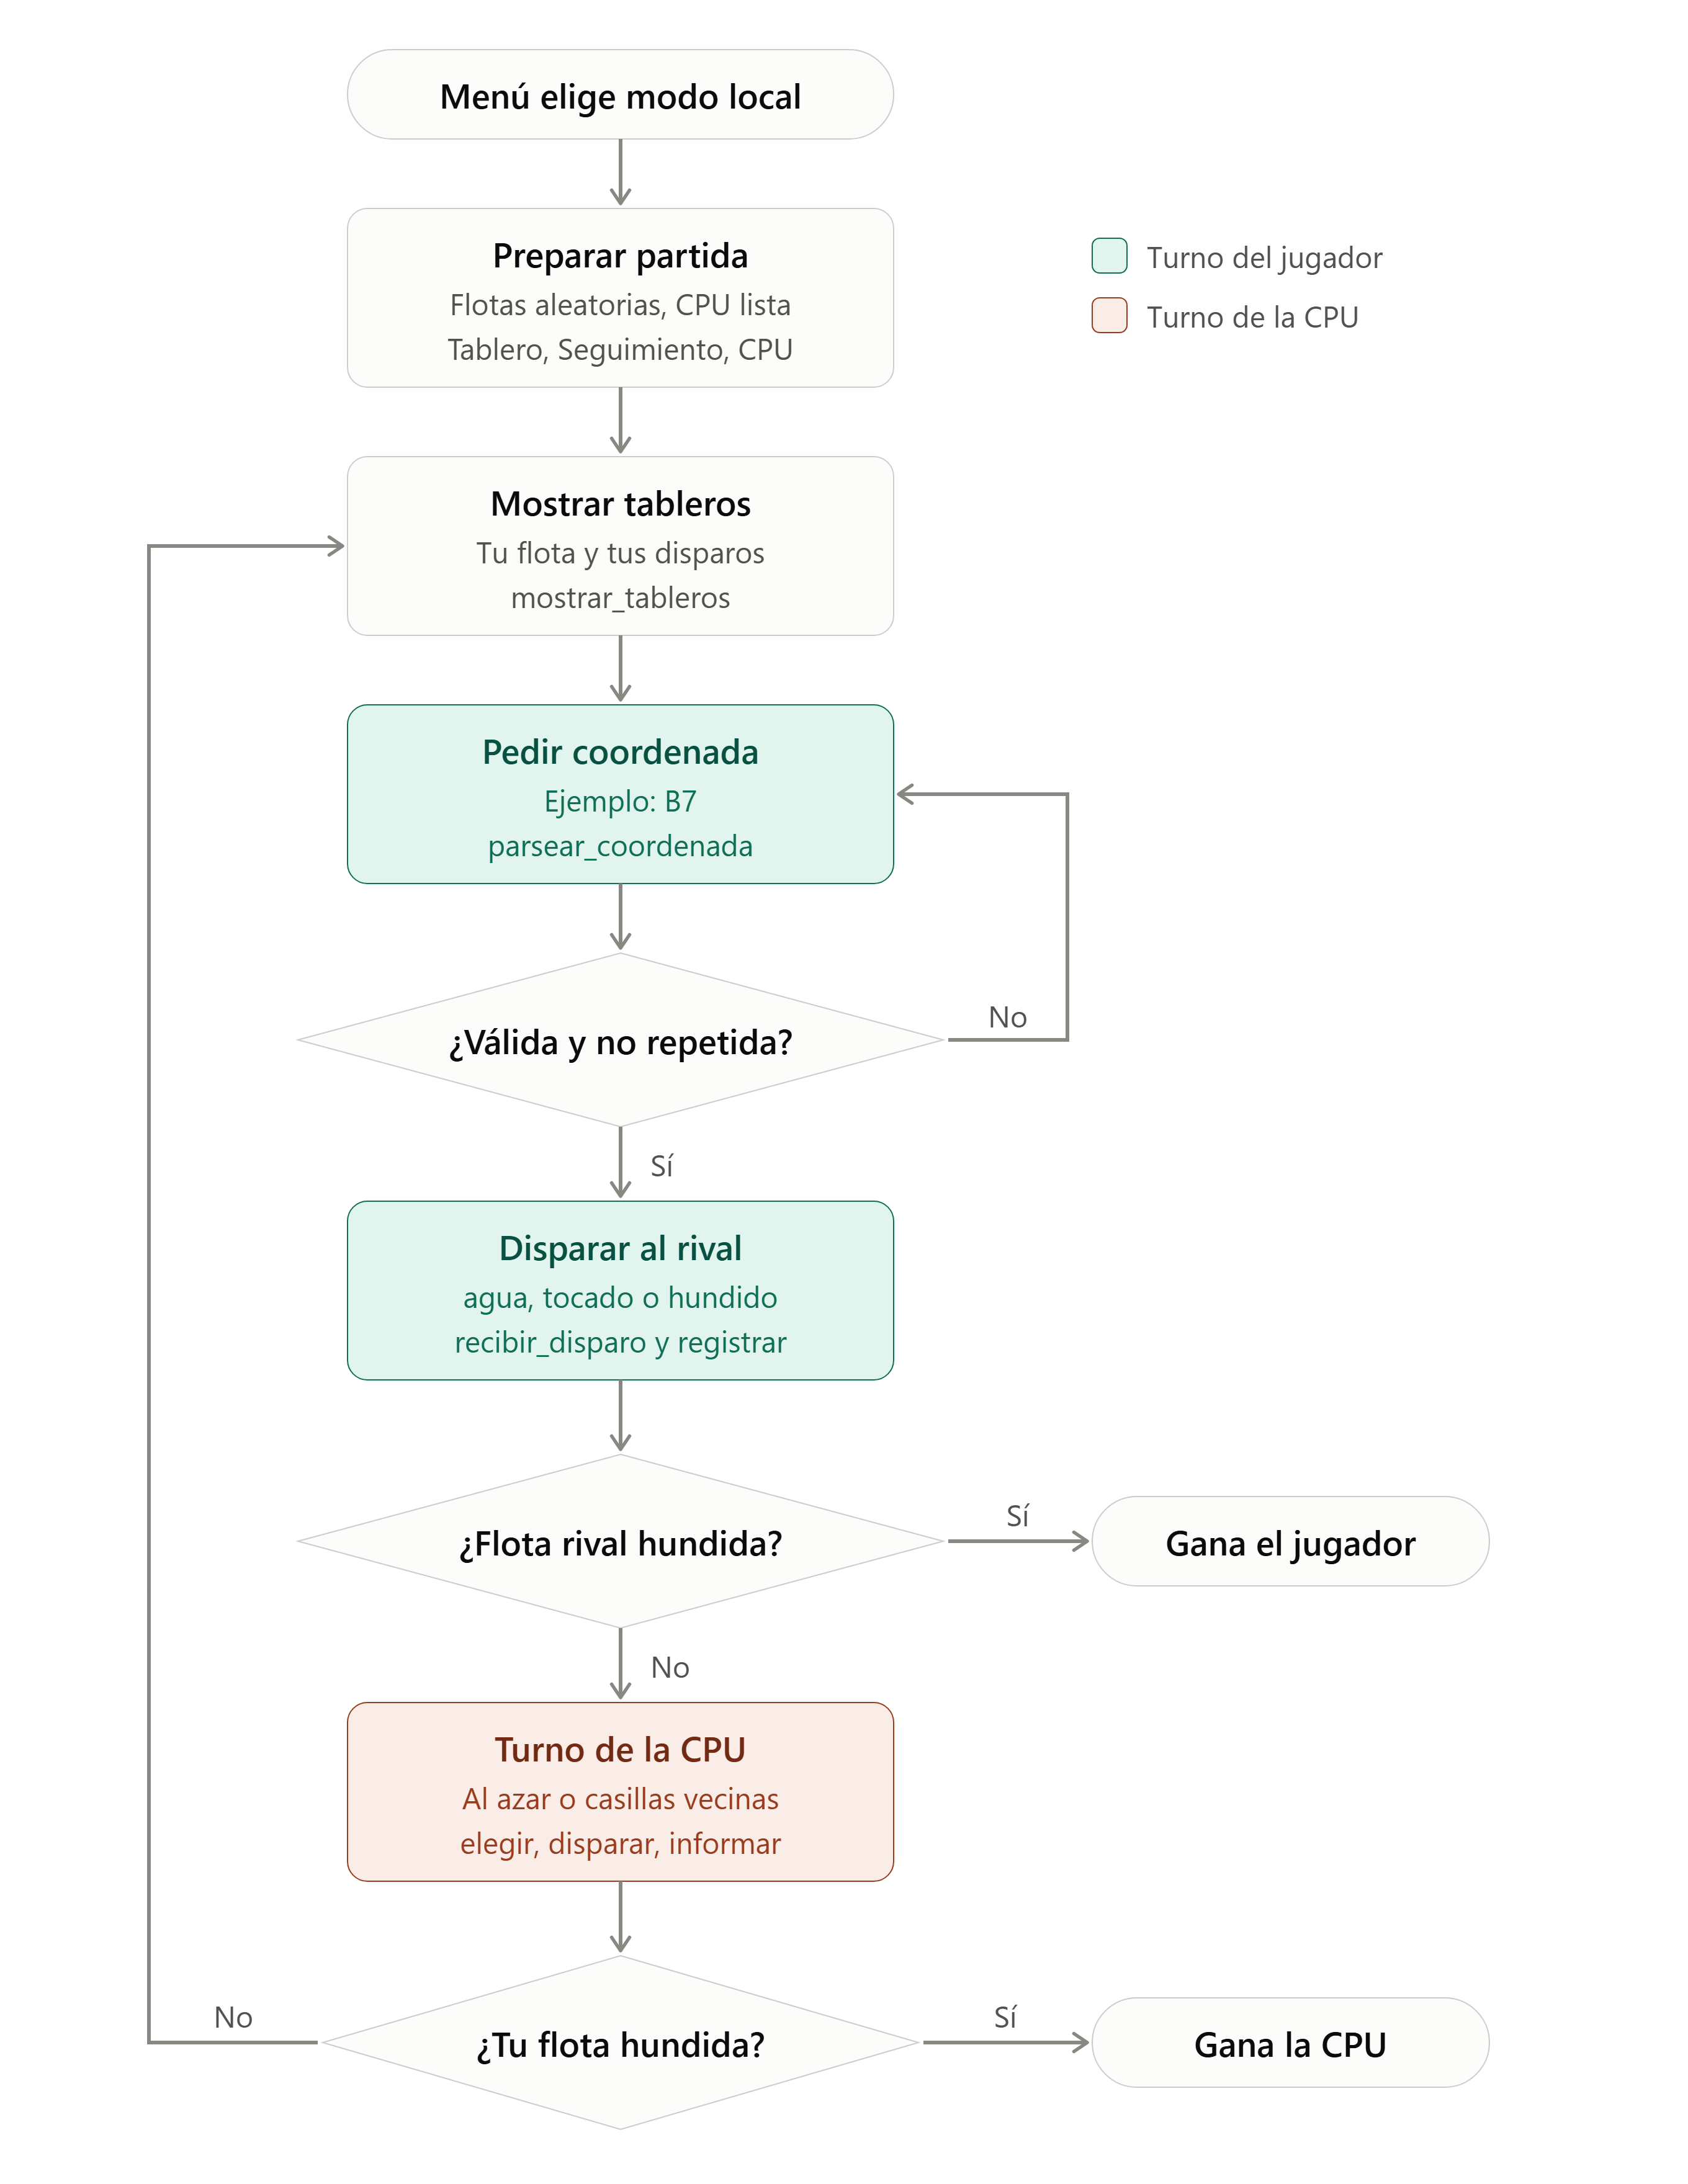 Menú elige modo local
Preparar partida
Flotas aleatorias, CPU lista
Tablero, Seguimiento, CPU
Turno del jugador
Turno de la CPU
Mostrar tableros
Tu flota y tus disparos
mostrar_tableros
Pedir coordenada
Ejemplo: B7
parsear_coordenada
¿Válida y no repetida?
No
Sí
Disparar al rival
agua, tocado o hundido
recibir_disparo y registrar
¿Flota rival hundida?
Sí
Gana el jugador
No
Turno de la CPU
Al azar o casillas vecinas
elegir, disparar, informar
No
¿Tu flota hundida?
Sí
Gana la CPU